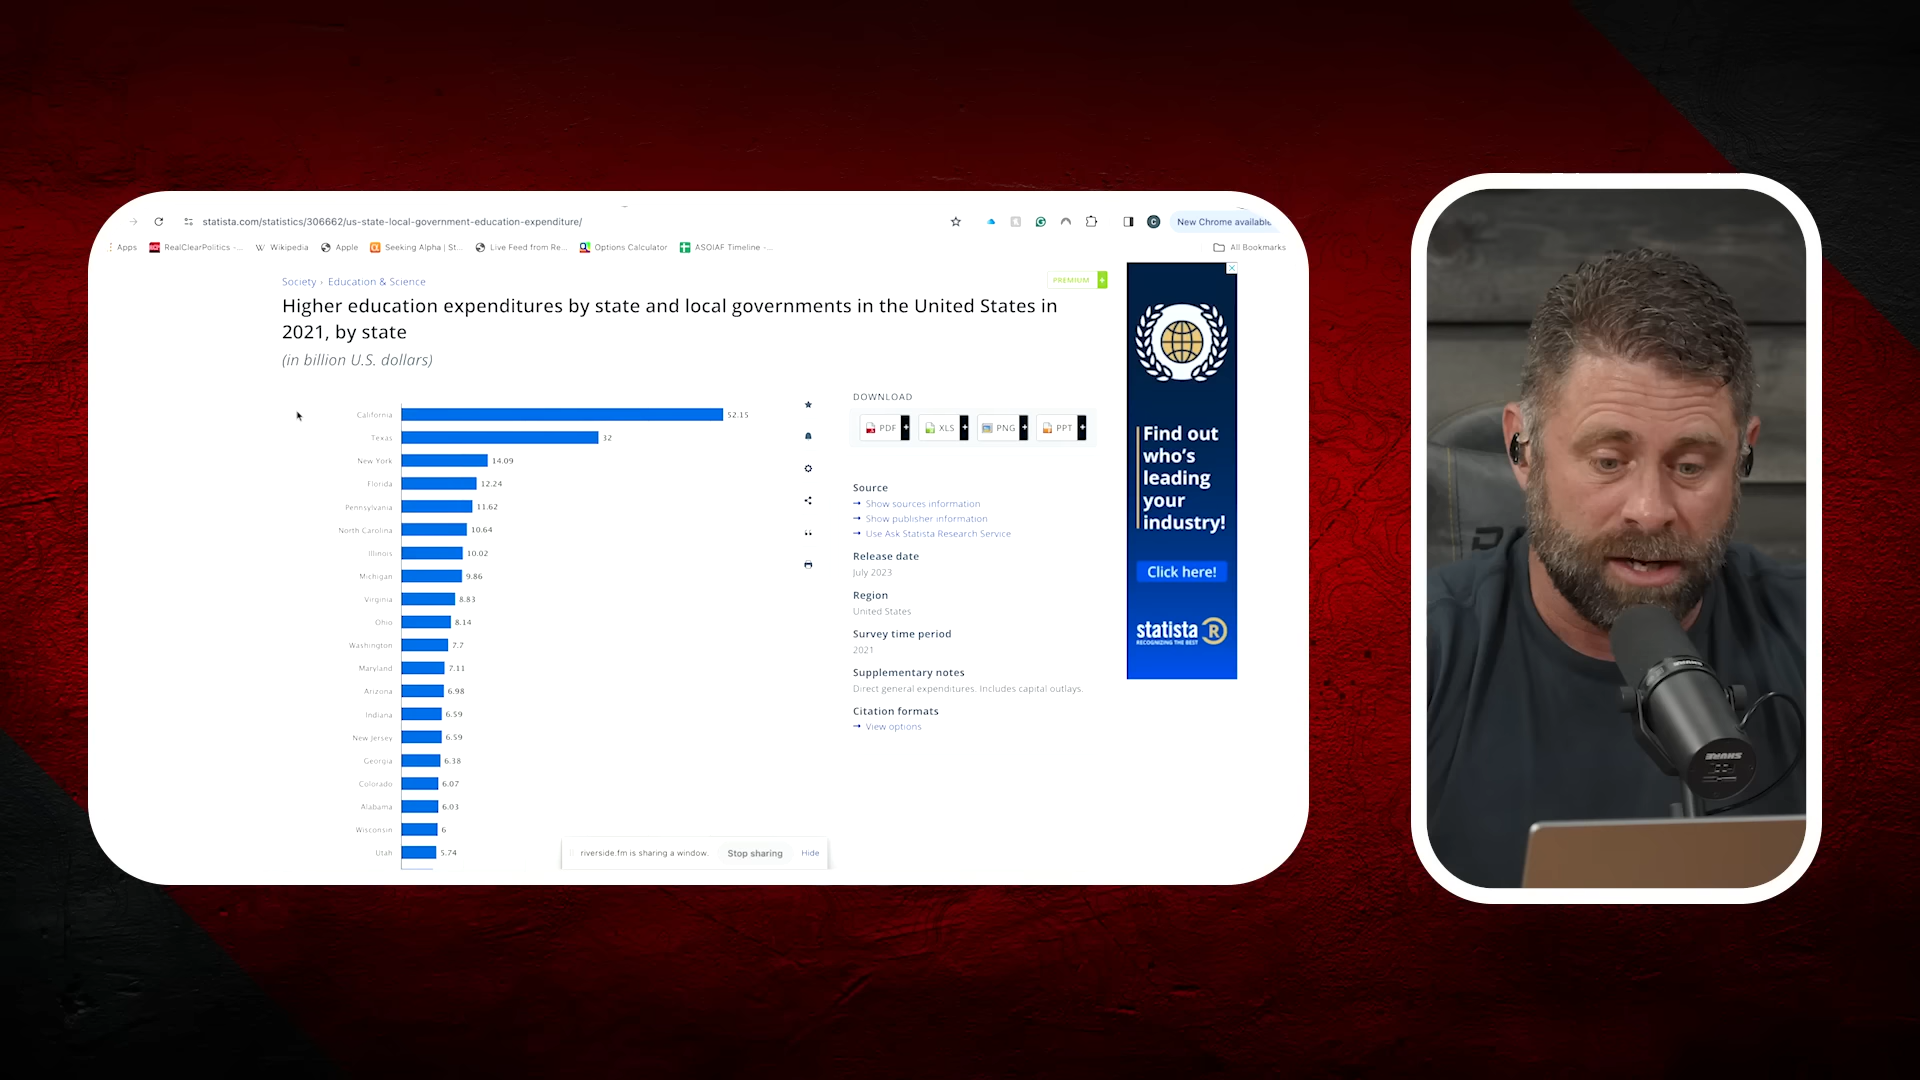 statista.com/statistics/306662/us-state-local-government-education-expenditure/
New Chrome available
Apps
RealClearPolitics -...
Wikipedia
Apple
Seeking Alpha | St...
Live Feed from Re...
Options Calculator
ASOIAF Timeline -...
All Bookmarks
Society › Education & Science
PREMIUM +
Higher education expenditures by state and local governments in the United States in
2021, by state
(in billion U.S. dollars)
California 52.15
Texas 32
New York 14.09
Florida 12.24
Pennsylvania 11.62
North Carolina 10.64
Illinois 10.02
Michigan 9.86
Virginia 8.83
Ohio 8.14
Washington 7.7
Maryland 7.11
Arizona 6.98
Indiana 6.59
New Jersey 6.59
Georgia 6.38
Colorado 6.07
Alabama 6.03
Wisconsin 6
Utah 5.74
DOWNLOAD
PDF + XLS + PNG + PPT +
Source
Show sources information
Show publisher information
Use Ask Statista Research Service
Release date
July 2023
Region
United States
Survey time period
2021
Supplementary notes
Direct general expenditures. Includes capital outlays.
Citation formats
View options
Find out
who's
leading
your
industry!
Click here!
statista R
RECOGNIZING THE BEST
riverside.fm is sharing a window.
Stop sharing
Hide
SHURE